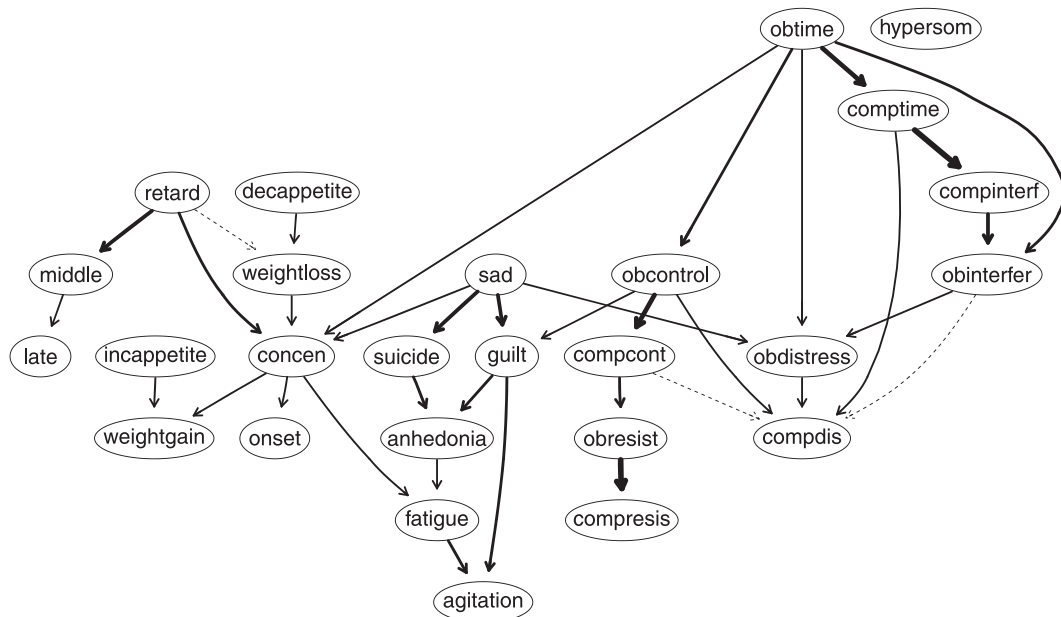 obtime hypersom
comptime
retard decappetite compinterf
middle weightloss sad obcontrol obinterfer
late incappetite concen suicide guilt compcont obdistress
weightgain onset anhedonia obresist compdis
fatigue compresis
agitation